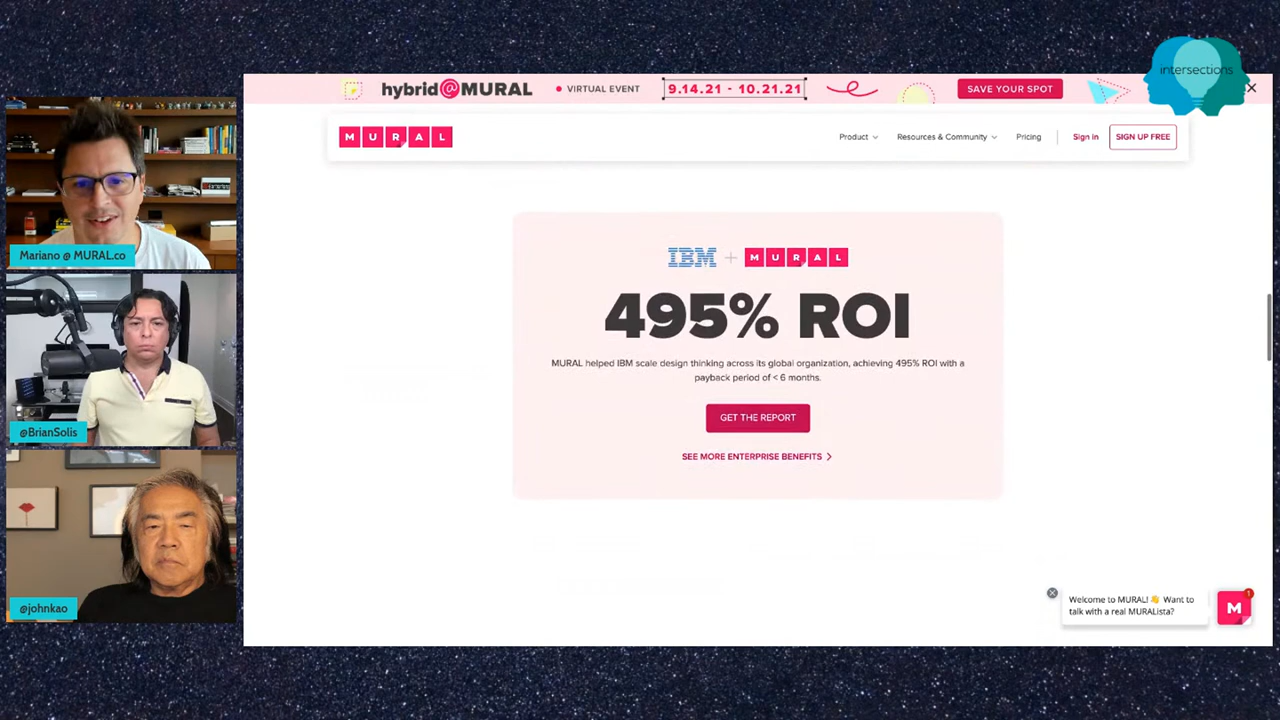 intersections
hybrid@MURAL
VIRTUAL EVENT
9.14.21 - 10.21.21
SAVE YOUR SPOT
MURAL
Product
Resources & Community
Pricing
Sign in
SIGN UP FREE
IBM + MURAL
495% ROI
MURAL helped IBM scale design thinking across its global organization, achieving 495% ROI with a
payback period of < 6 months.
GET THE REPORT
SEE MORE ENTERPRISE BENEFITS
Welcome to MURAL! 👋 Want to
talk with a real MURALista?
M
1
Mariano @ MURAL.co
@BrianSolis
@johnkao